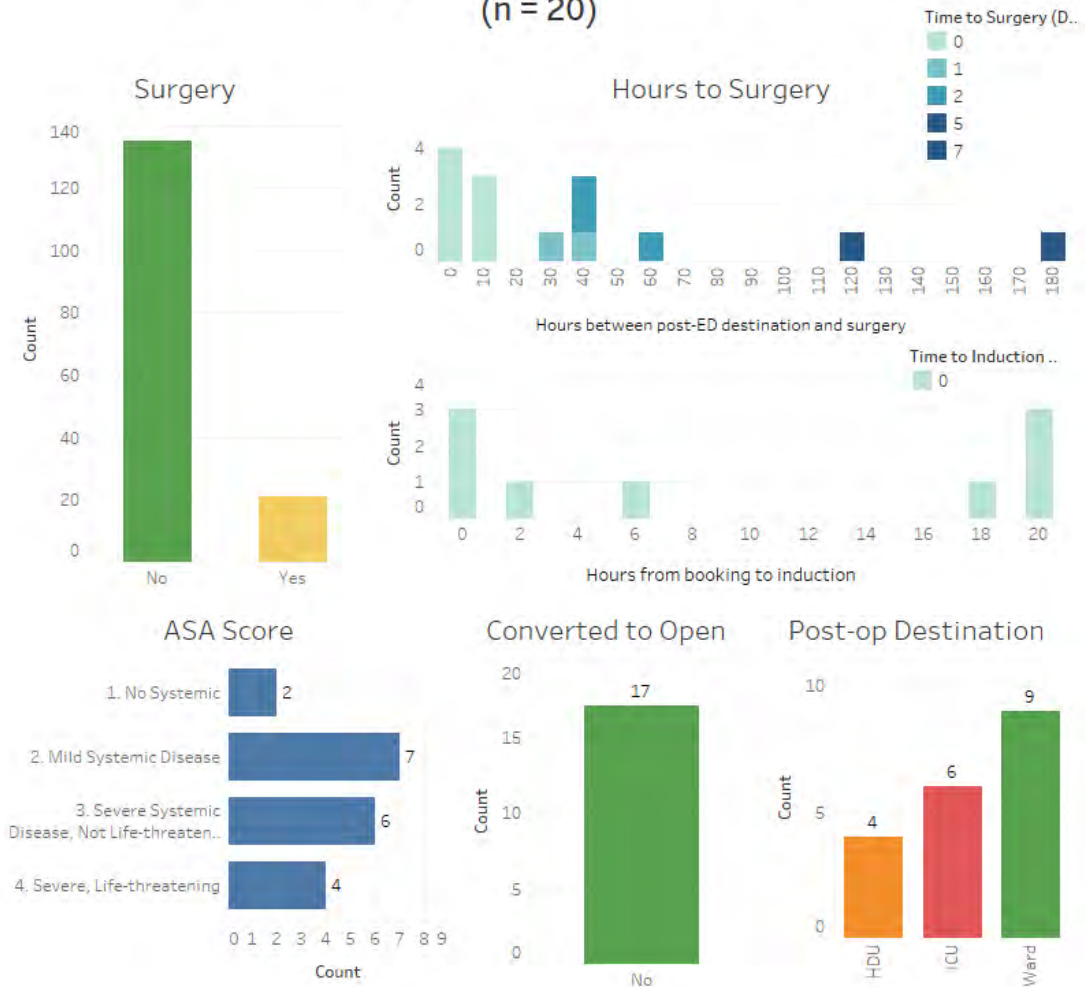 (n = 20)
Time to Surgery (D..
0
1
2
5
7
Surgery
140
120
100
80
60
40
20
0
Count
No
Yes
Hours to Surgery
4
2
0
Count
0
10
20
30
40
50
60
70
80
90
100
110
120
130
140
150
160
170
180
Hours between post-ED destination and surgery
Time to Induction ..
0
4
3
2
1
0
Count
0
2
4
6
8
10
12
14
16
18
20
Hours from booking to induction
ASA Score
1. No Systemic
2
2. Mild Systemic Disease
7
3. Severe Systemic
Disease, Not Life-threaten..
6
4. Severe, Life-threatening
4
0 1 2 3 4 5 6 7 8 9
Count
Converted to Open
20
15
10
5
0
Count
17
No
Post-op Destination
10
5
0
Count
4
6
9
HDU
ICU
Ward